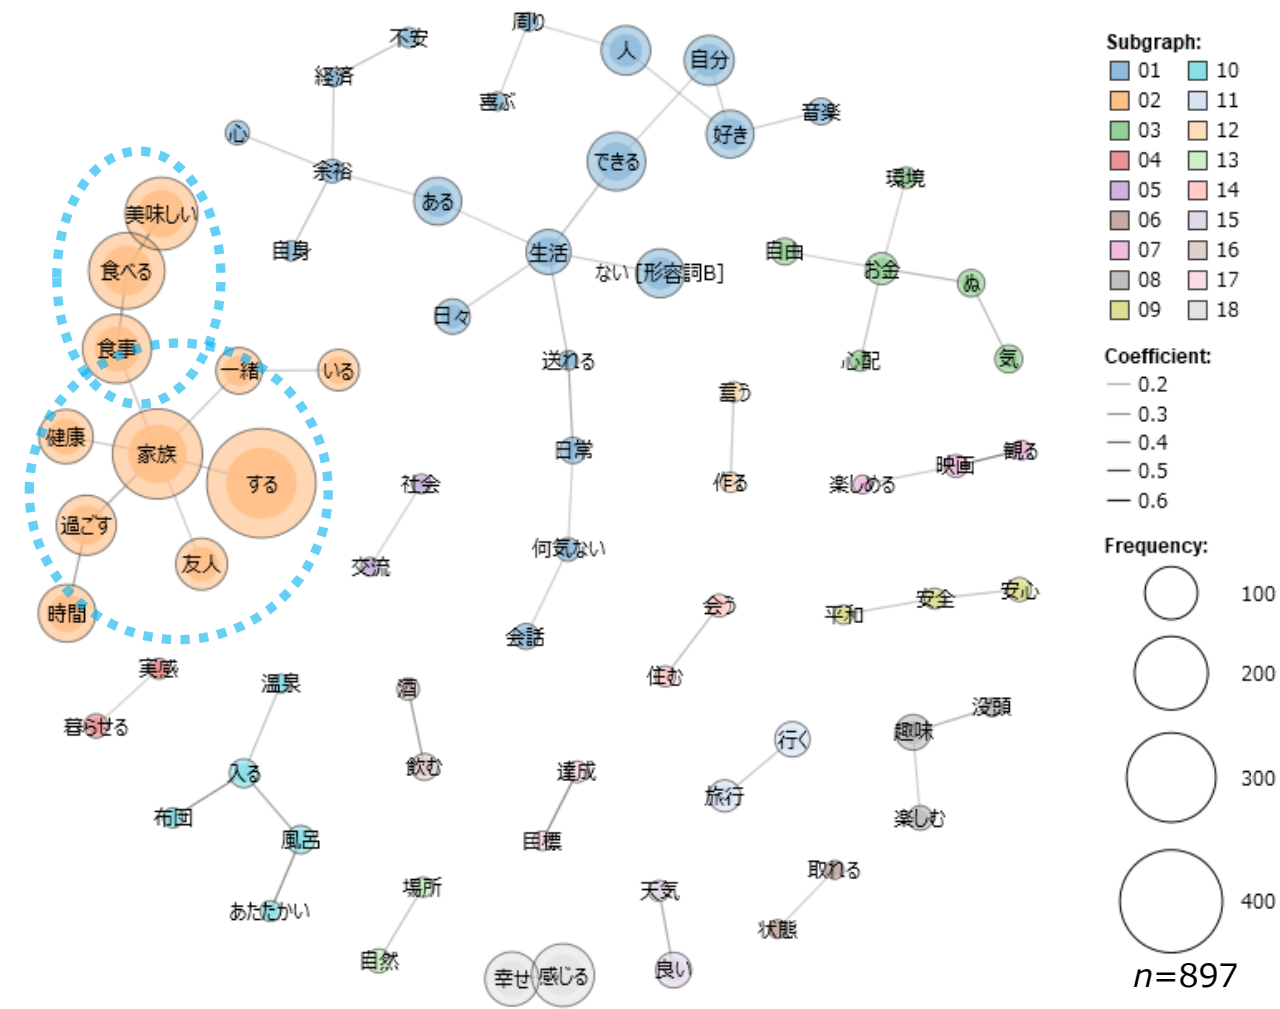 周り
不安
人
自分
経済
喜ぶ
音楽
心
好き
できる
余裕
環境
ある
美味しい
自身
生活
自由
お金
食べる
ない [形容詞B]
ぬ
日々
食事
一緒
いる
送れる
心配
気
言う
健康
家族
日常
観る
映画
する
社会
作る
楽しめる
過ごす
何気ない
友人
交流
安心
安全
会う
平和
時間
会話
実感
住む
温泉
酒
没頭
暮らせる
趣味
行く
飲む
達成
入る
旅行
布団
楽しむ
風呂
目標
取れる
場所
天気
あたたかい
状態
自然
良い
幸せ
感じる
Subgraph:
01 10
02 11
03 12
04 13
05 14
06 15
07 16
08 17
09 18
Coefficient:
0.2
0.3
0.4
0.5
0.6
Frequency:
100
200
300
400
n=897